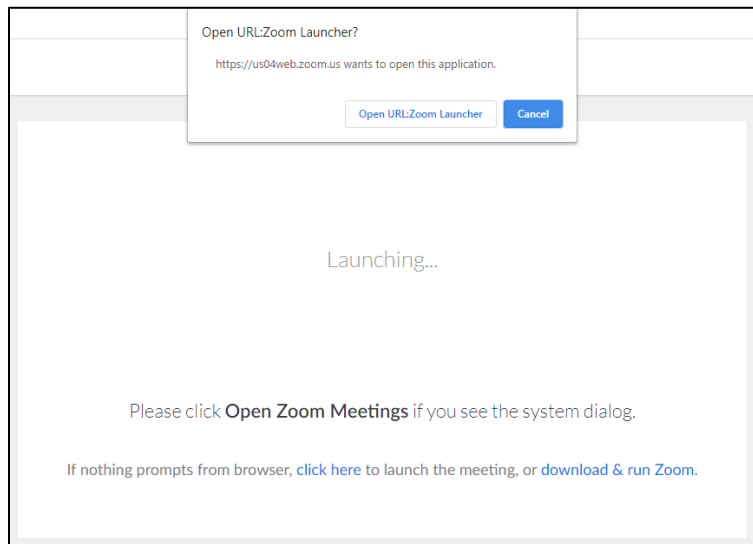 Open URL:Zoom Launcher?
https://us04web.zoom.us wants to open this application.
Open URL:Zoom Launcher Cancel
Launching...
Please click Open Zoom Meetings if you see the system dialog.
If nothing prompts from browser, click here to launch the meeting, or download & run Zoom.